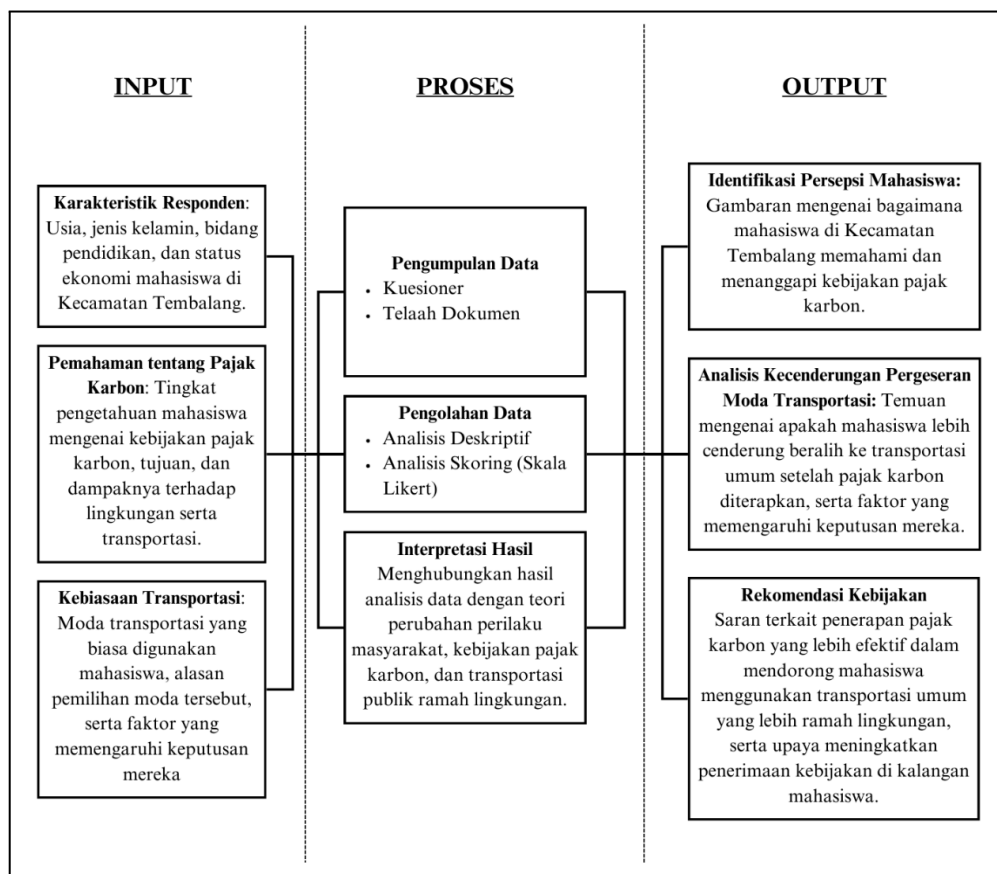 INPUT
Karakteristik Responden:
Usia, jenis kelamin, bidang
pendidikan, dan status
ekonomi mahasiswa di
Kecamatan Tembalang.
Pemahaman tentang Pajak
Karbon: Tingkat
pengetahuan mahasiswa
mengenai kebijakan pajak
karbon, tujuan, dan
dampaknya terhadap
lingkungan serta
transportasi.
Kebiasaan Transportasi:
Moda transportasi yang
biasa digunakan
mahasiswa, alasan
pemilihan moda tersebut,
serta faktor yang
memengaruhi keputusan
mereka
PROSES
Pengumpulan Data
• Kuesioner
• Telaah Dokumen
Pengolahan Data
• Analisis Deskriptif
• Analisis Skoring (Skala
Likert)
Interpretasi Hasil
Menghubungkan hasil
analisis data dengan teori
perubahan perilaku
masyarakat, kebijakan pajak
karbon, dan transportasi
publik ramah lingkungan.
OUTPUT
Identifikasi Persepsi Mahasiswa:
Gambaran mengenai bagaimana
mahasiswa di Kecamatan
Tembalang memahami dan
menanggapi kebijakan pajak
karbon.
Analisis Kecenderungan Pergeseran
Moda Transportasi: Temuan
mengenai apakah mahasiswa lebih
cenderung beralih ke transportasi
umum setelah pajak karbon
diterapkan, serta faktor yang
memengaruhi keputusan mereka.
Rekomendasi Kebijakan
Saran terkait penerapan pajak
karbon yang lebih efektif dalam
mendorong mahasiswa
menggunakan transportasi umum
yang lebih ramah lingkungan,
serta upaya meningkatkan
penerimaan kebijakan di kalangan
mahasiswa.